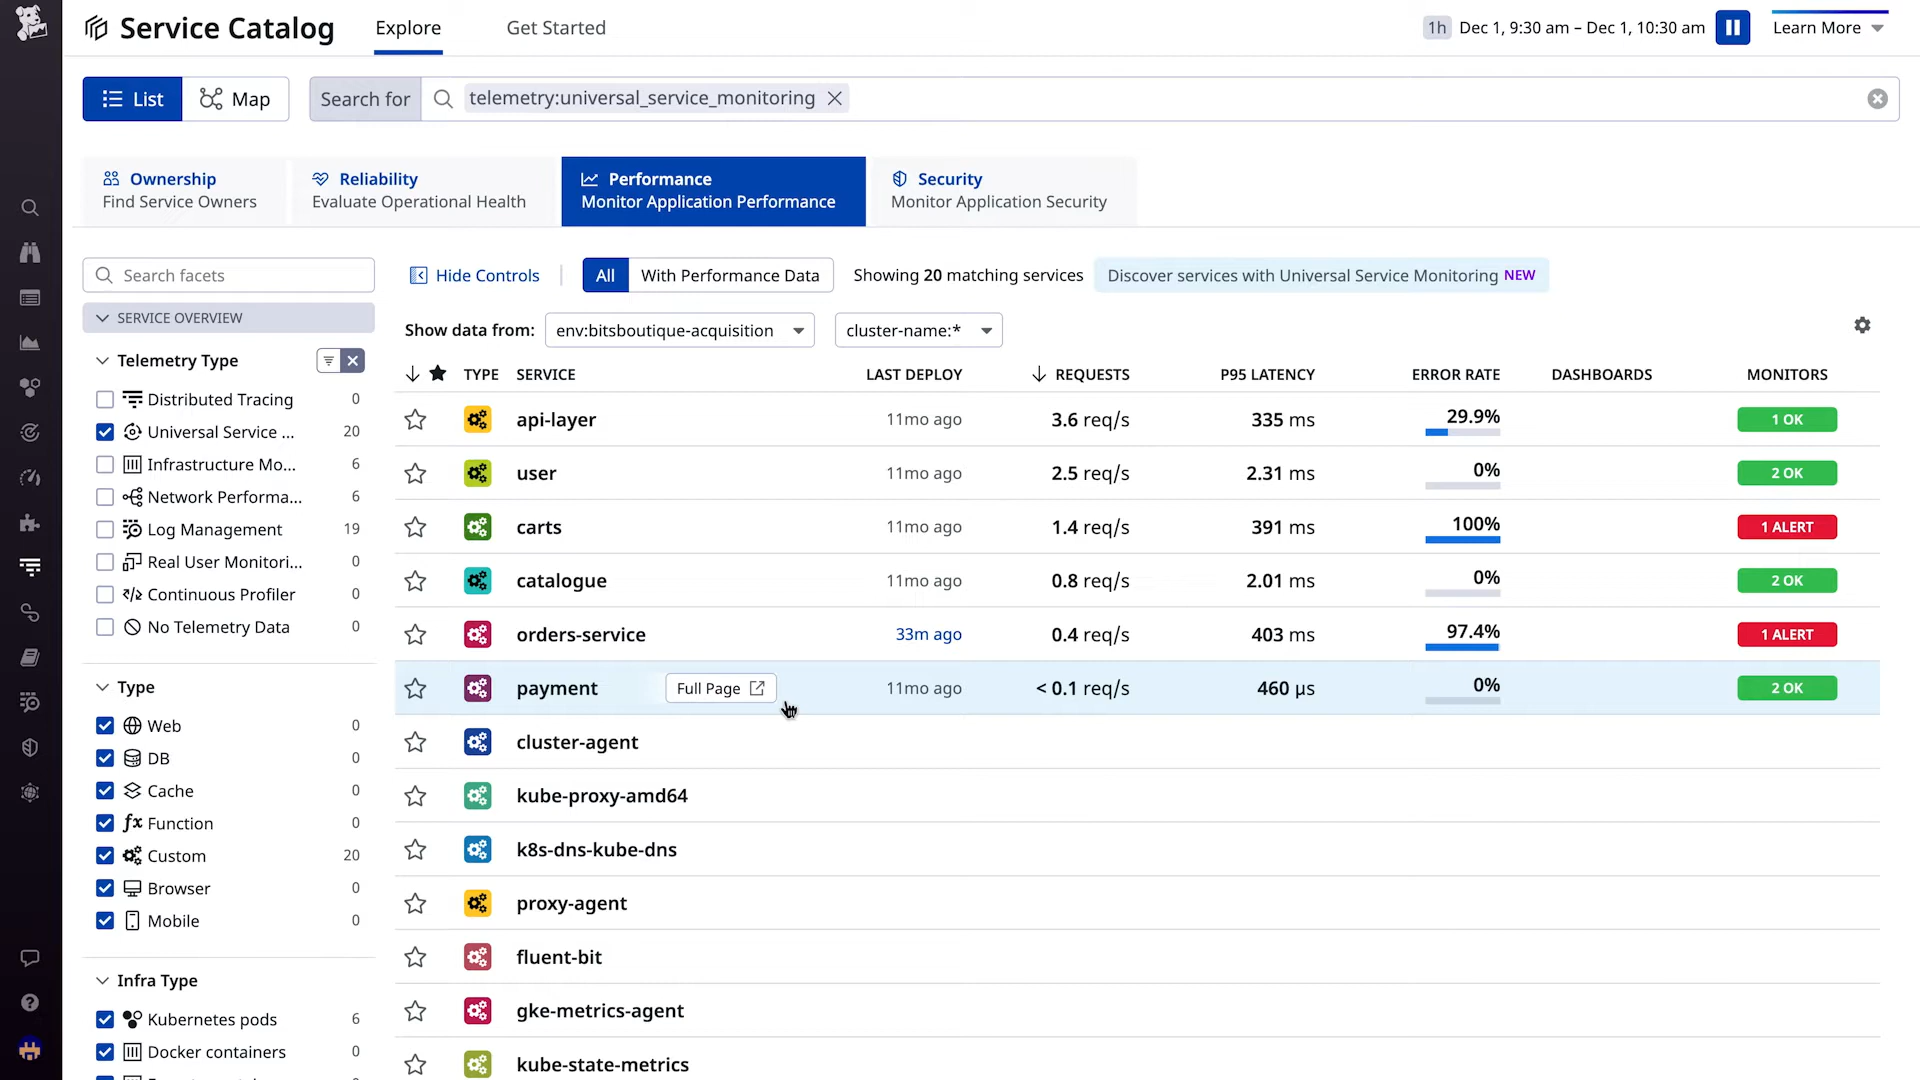 Service Catalog
Explore
Get Started
1h Dec 1, 9:30 am – Dec 1, 10:30 am
Learn More
List
Map
Search for
telemetry:universal_service_monitoring
Ownership
Find Service Owners
Reliability
Evaluate Operational Health
Performance
Monitor Application Performance
Security
Monitor Application Security
Search facets
Hide Controls
All
With Performance Data
Showing 20 matching services
Discover services with Universal Service Monitoring NEW
SERVICE OVERVIEW
Show data from:
env:bitsboutique-acquisition
cluster-name:*
Telemetry Type
Distributed Tracing 0
Universal Service ... 20
Infrastructure Mo... 6
Network Performa... 6
Log Management 19
Real User Monitori... 0
Continuous Profiler 0
No Telemetry Data 0
Type
Web 0
DB 0
Cache 0
Function 0
Custom 20
Browser 0
Mobile 0
Infra Type
Kubernetes pods 6
Docker containers 0
TYPE SERVICE LAST DEPLOY REQUESTS P95 LATENCY ERROR RATE DASHBOARDS MONITORS
api-layer 11mo ago 3.6 req/s 335 ms 29.9% 1 OK
user 11mo ago 2.5 req/s 2.31 ms 0% 2 OK
carts 11mo ago 1.4 req/s 391 ms 100% 1 ALERT
catalogue 11mo ago 0.8 req/s 2.01 ms 0% 2 OK
orders-service 33m ago 0.4 req/s 403 ms 97.4% 1 ALERT
payment Full Page 11mo ago < 0.1 req/s 460 µs 0% 2 OK
cluster-agent
kube-proxy-amd64
k8s-dns-kube-dns
proxy-agent
fluent-bit
gke-metrics-agent
kube-state-metrics